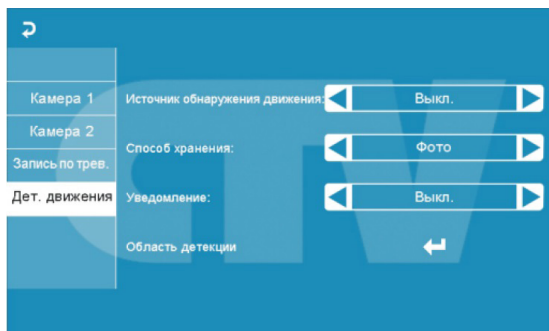 Камера 1
Камера 2
Запись по трев.
Дет. движения
Источник обнаружения движения:
Выкл.
Способ хранения:
Фото
Уведомление:
Выкл.
Область детекции
CTV